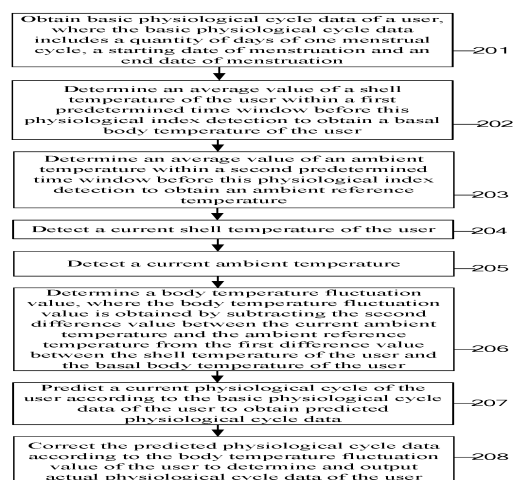 Obtain basic physiological cycle data of a user,
where the basic physiological cycle data
includes a quantity of days of one menstrual
cycle, a starting date of menstruation and an
end date of menstruation
201
Determine an average value of a shell
temperature of the user within a first
predetermined time window before this
physiological index detection to obtain a basal
body temperature of the user
202
Determine an average value of an ambient
temperature within a second predetermined
time window before this physiological index
detection to obtain an ambient reference
temperature
203
Detect a current shell temperature of the user
204
Detect a current ambient temperature
205
Determine a body temperature fluctuation
value, where the body temperature fluctuation
value is obtained by subtracting the second
difference value between the current ambient
temperature and the ambient reference
temperature from the first difference value
between the shell temperature of the user and
the basal body temperature of the user
206
Predict a current physiological cycle of the
user according to the basic physiological cycle
data of the user to obtain predicted
physiological cycle data
207
Correct the predicted physiological cycle data
according to the body temperature fluctuation
value of the user to determine and output
actual physiological cycle data of the user
208